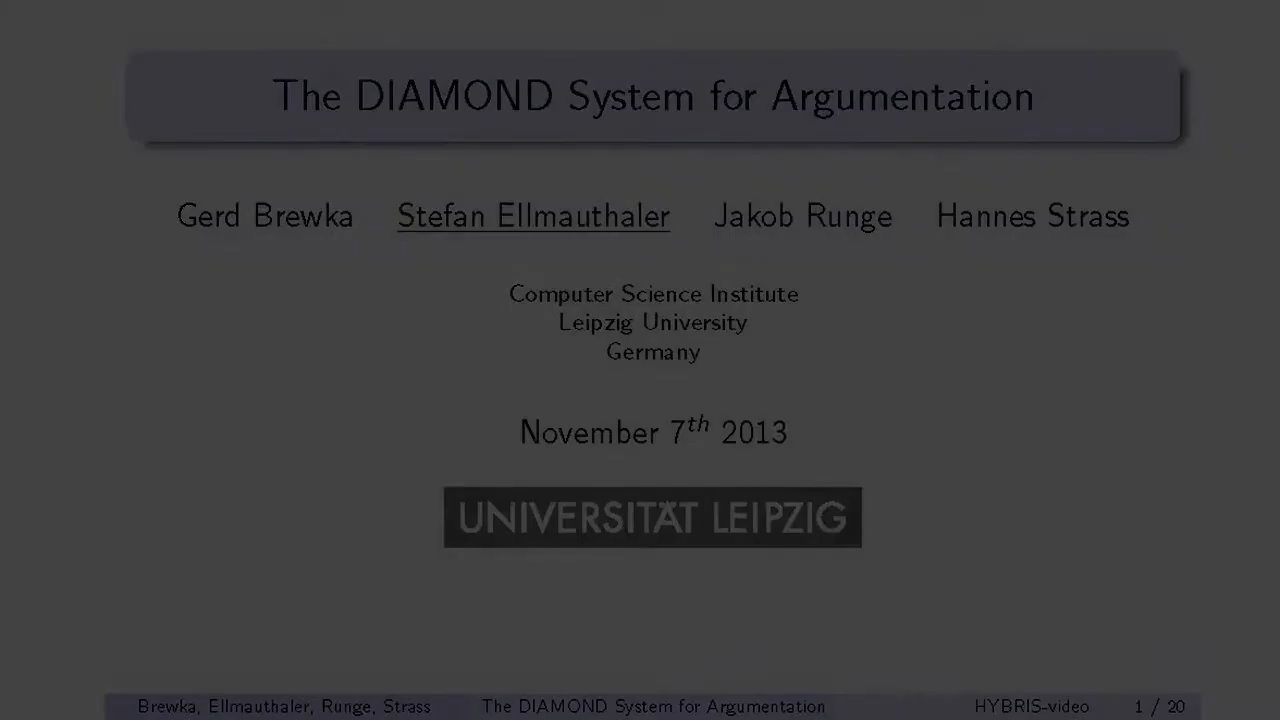 The DIAMOND System for Argumentation
Gerd Brewka Stefan Ellmauthaler Jakob Runge Hannes Strass
Computer Science Institute
Leipzig University
Germany
November 7th 2013
UNIVERSITÄT LEIPZIG
Brewka, Ellmauthaler, Runge, Strass The DIAMOND System for Argumentation HYBRIS-video 1 / 20